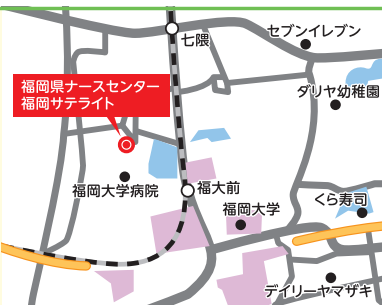 セブンイレブン
七隈
福岡県ナースセンター
福岡サテライト
ダリヤ幼稚園
福岡大学病院
福大前
くら寿司
福岡大学
デイリーヤマザキ